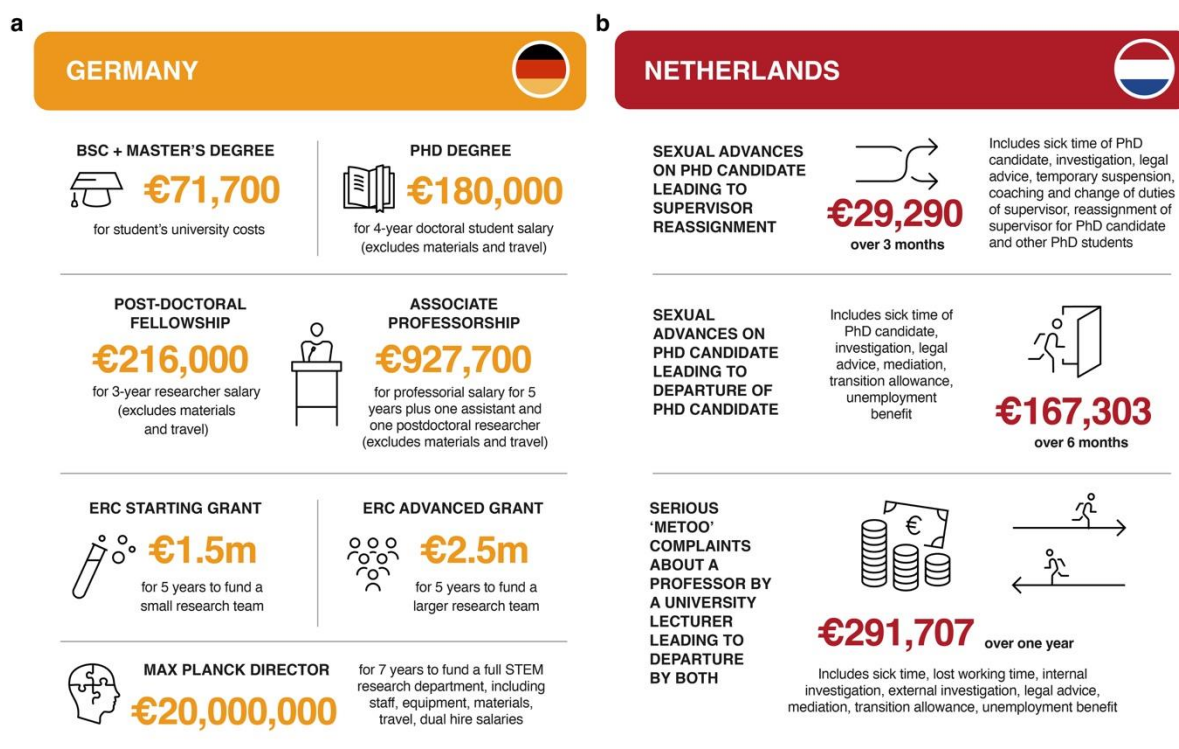 a
GERMANY
BSC + MASTER'S DEGREE
€71,700
for student's university costs
PHD DEGREE
€180,000
for 4-year doctoral student salary
(excludes materials and travel)
POST-DOCTORAL
FELLOWSHIP
€216,000
for 3-year researcher salary
(excludes materials
and travel)
ASSOCIATE
PROFESSORSHIP
€927,700
for professorial salary for 5
years plus one assistant and
one postdoctoral researcher
(excludes materials and travel)
ERC STARTING GRANT
€1.5m
for 5 years to fund a
small research team
ERC ADVANCED GRANT
€2.5m
for 5 years to fund a
larger research team
MAX PLANCK DIRECTOR
€20,000,000
for 7 years to fund a full STEM
research department, including
staff, equipment, materials,
travel, dual hire salaries
b
NETHERLANDS
SEXUAL ADVANCES
ON PHD CANDIDATE
LEADING TO
SUPERVISOR
REASSIGNMENT
€29,290
over 3 months
Includes sick time of PhD
candidate, investigation, legal
advice, temporary suspension,
coaching and change of duties
of supervisor, reassignment of
supervisor for PhD candidate
and other PhD students
SEXUAL
ADVANCES ON
PHD CANDIDATE
LEADING TO
DEPARTURE OF
PHD CANDIDATE
Includes sick time of
PhD candidate,
investigation, legal
advice, mediation,
transition allowance,
unemployment
benefit
€167,303
over 6 months
SERIOUS
'METOO'
COMPLAINTS
ABOUT A
PROFESSOR BY
A UNIVERSITY
LECTURER
LEADING TO
DEPARTURE
BY BOTH
€
€291,707 over one year
Includes sick time, lost working time, internal
investigation, external investigation, legal advice,
mediation, transition allowance, unemployment benefit